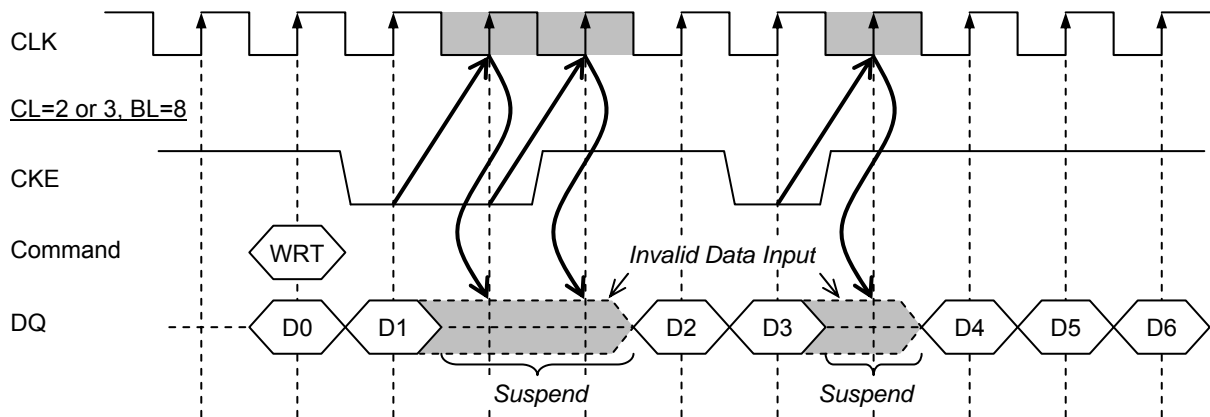 CLK
CL=2 or 3, BL=8
CKE
Command
WRT
Invalid Data Input
DQ
D0 D1 D2 D3 D4 D5 D6
Suspend Suspend